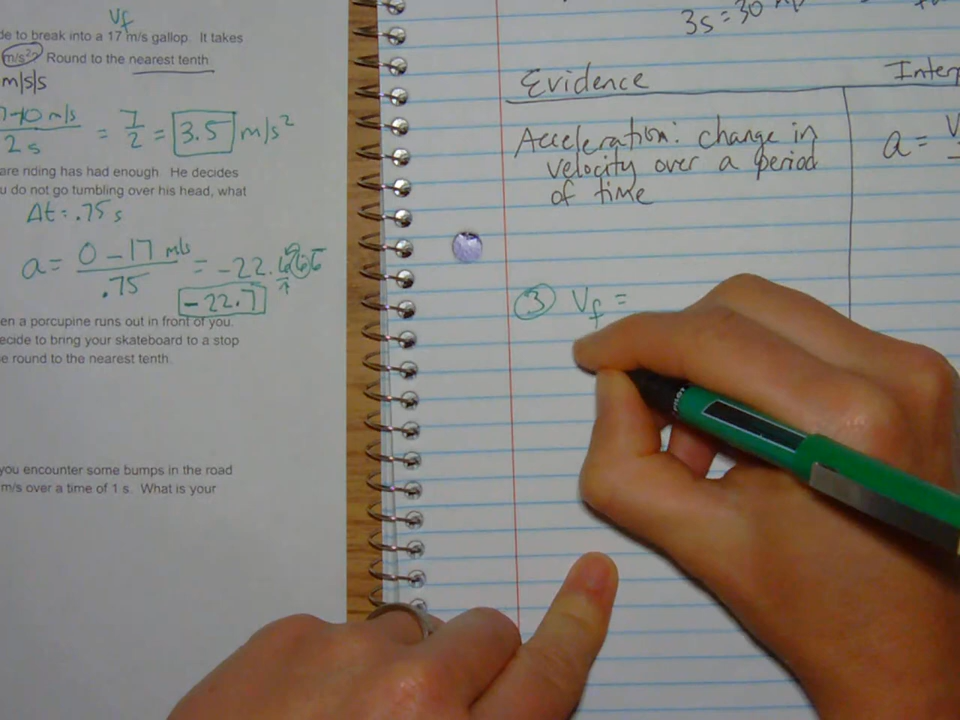 Vf
de to break into a 17 m/s gallop. It takes
m/s²? Round to the nearest tenth
m/s/s
10 m/s
2 s
= 7/2 = 3.5 m/s²
are riding has had enough. He decides
u do not go tumbling over his head, what
Δt = .75 s
a = 0 - 17 m/s / .75 = -22.666
-22.7
en a porcupine runs out in front of you.
ecide to bring your skateboard to a stop
e round to the nearest tenth.
you encounter some bumps in the road
m/s over a time of 1 s. What is your
3s = 30
Evidence
Interp
Acceleration: change in
velocity over a period
of time
a = V
3 Vf =